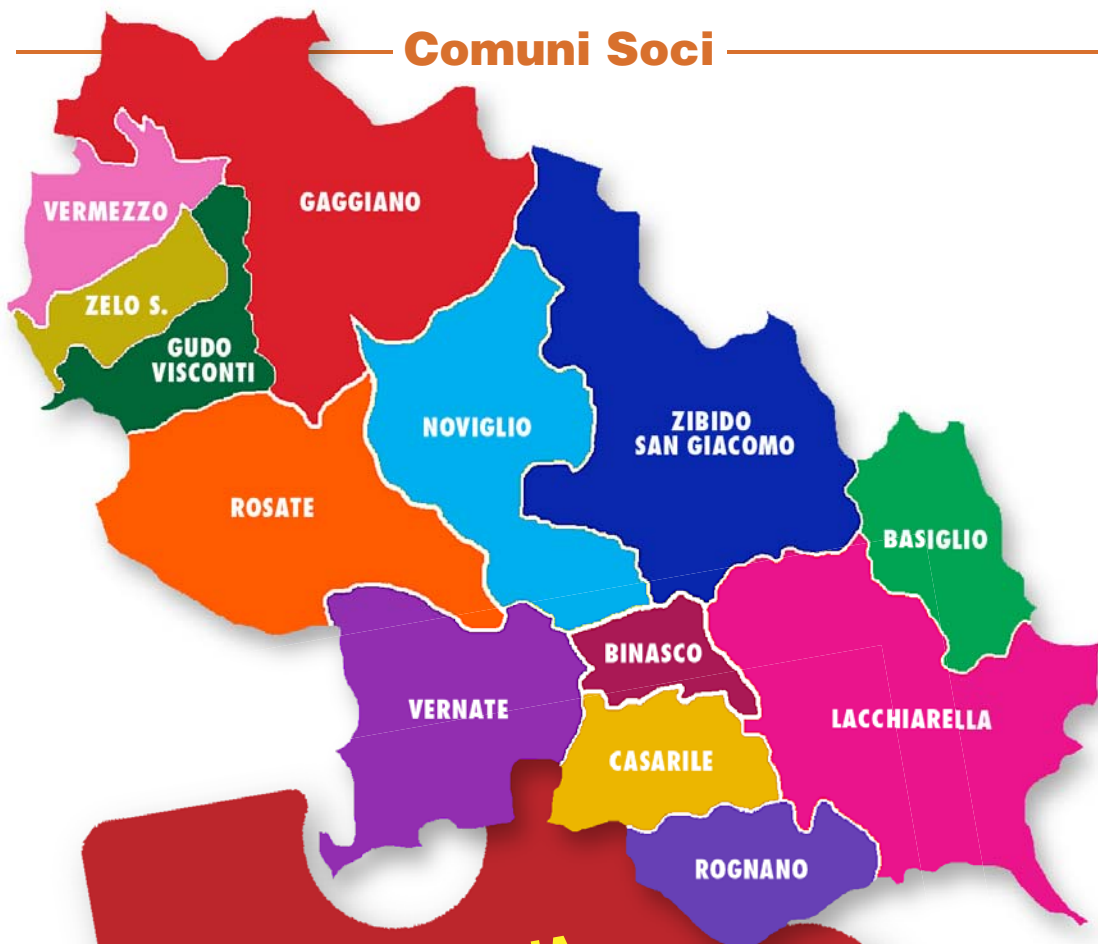 Comuni Soci
GAGGIANO
VERMEZZO
ZELO S.
GUDO
VISCONTI
NOVIGLIO
ZIBIDO
SAN GIACOMO
ROSATE
BASIGLIO
BINASCO
VERNATE
LACCHIARELLA
CASARILE
ROGNANO